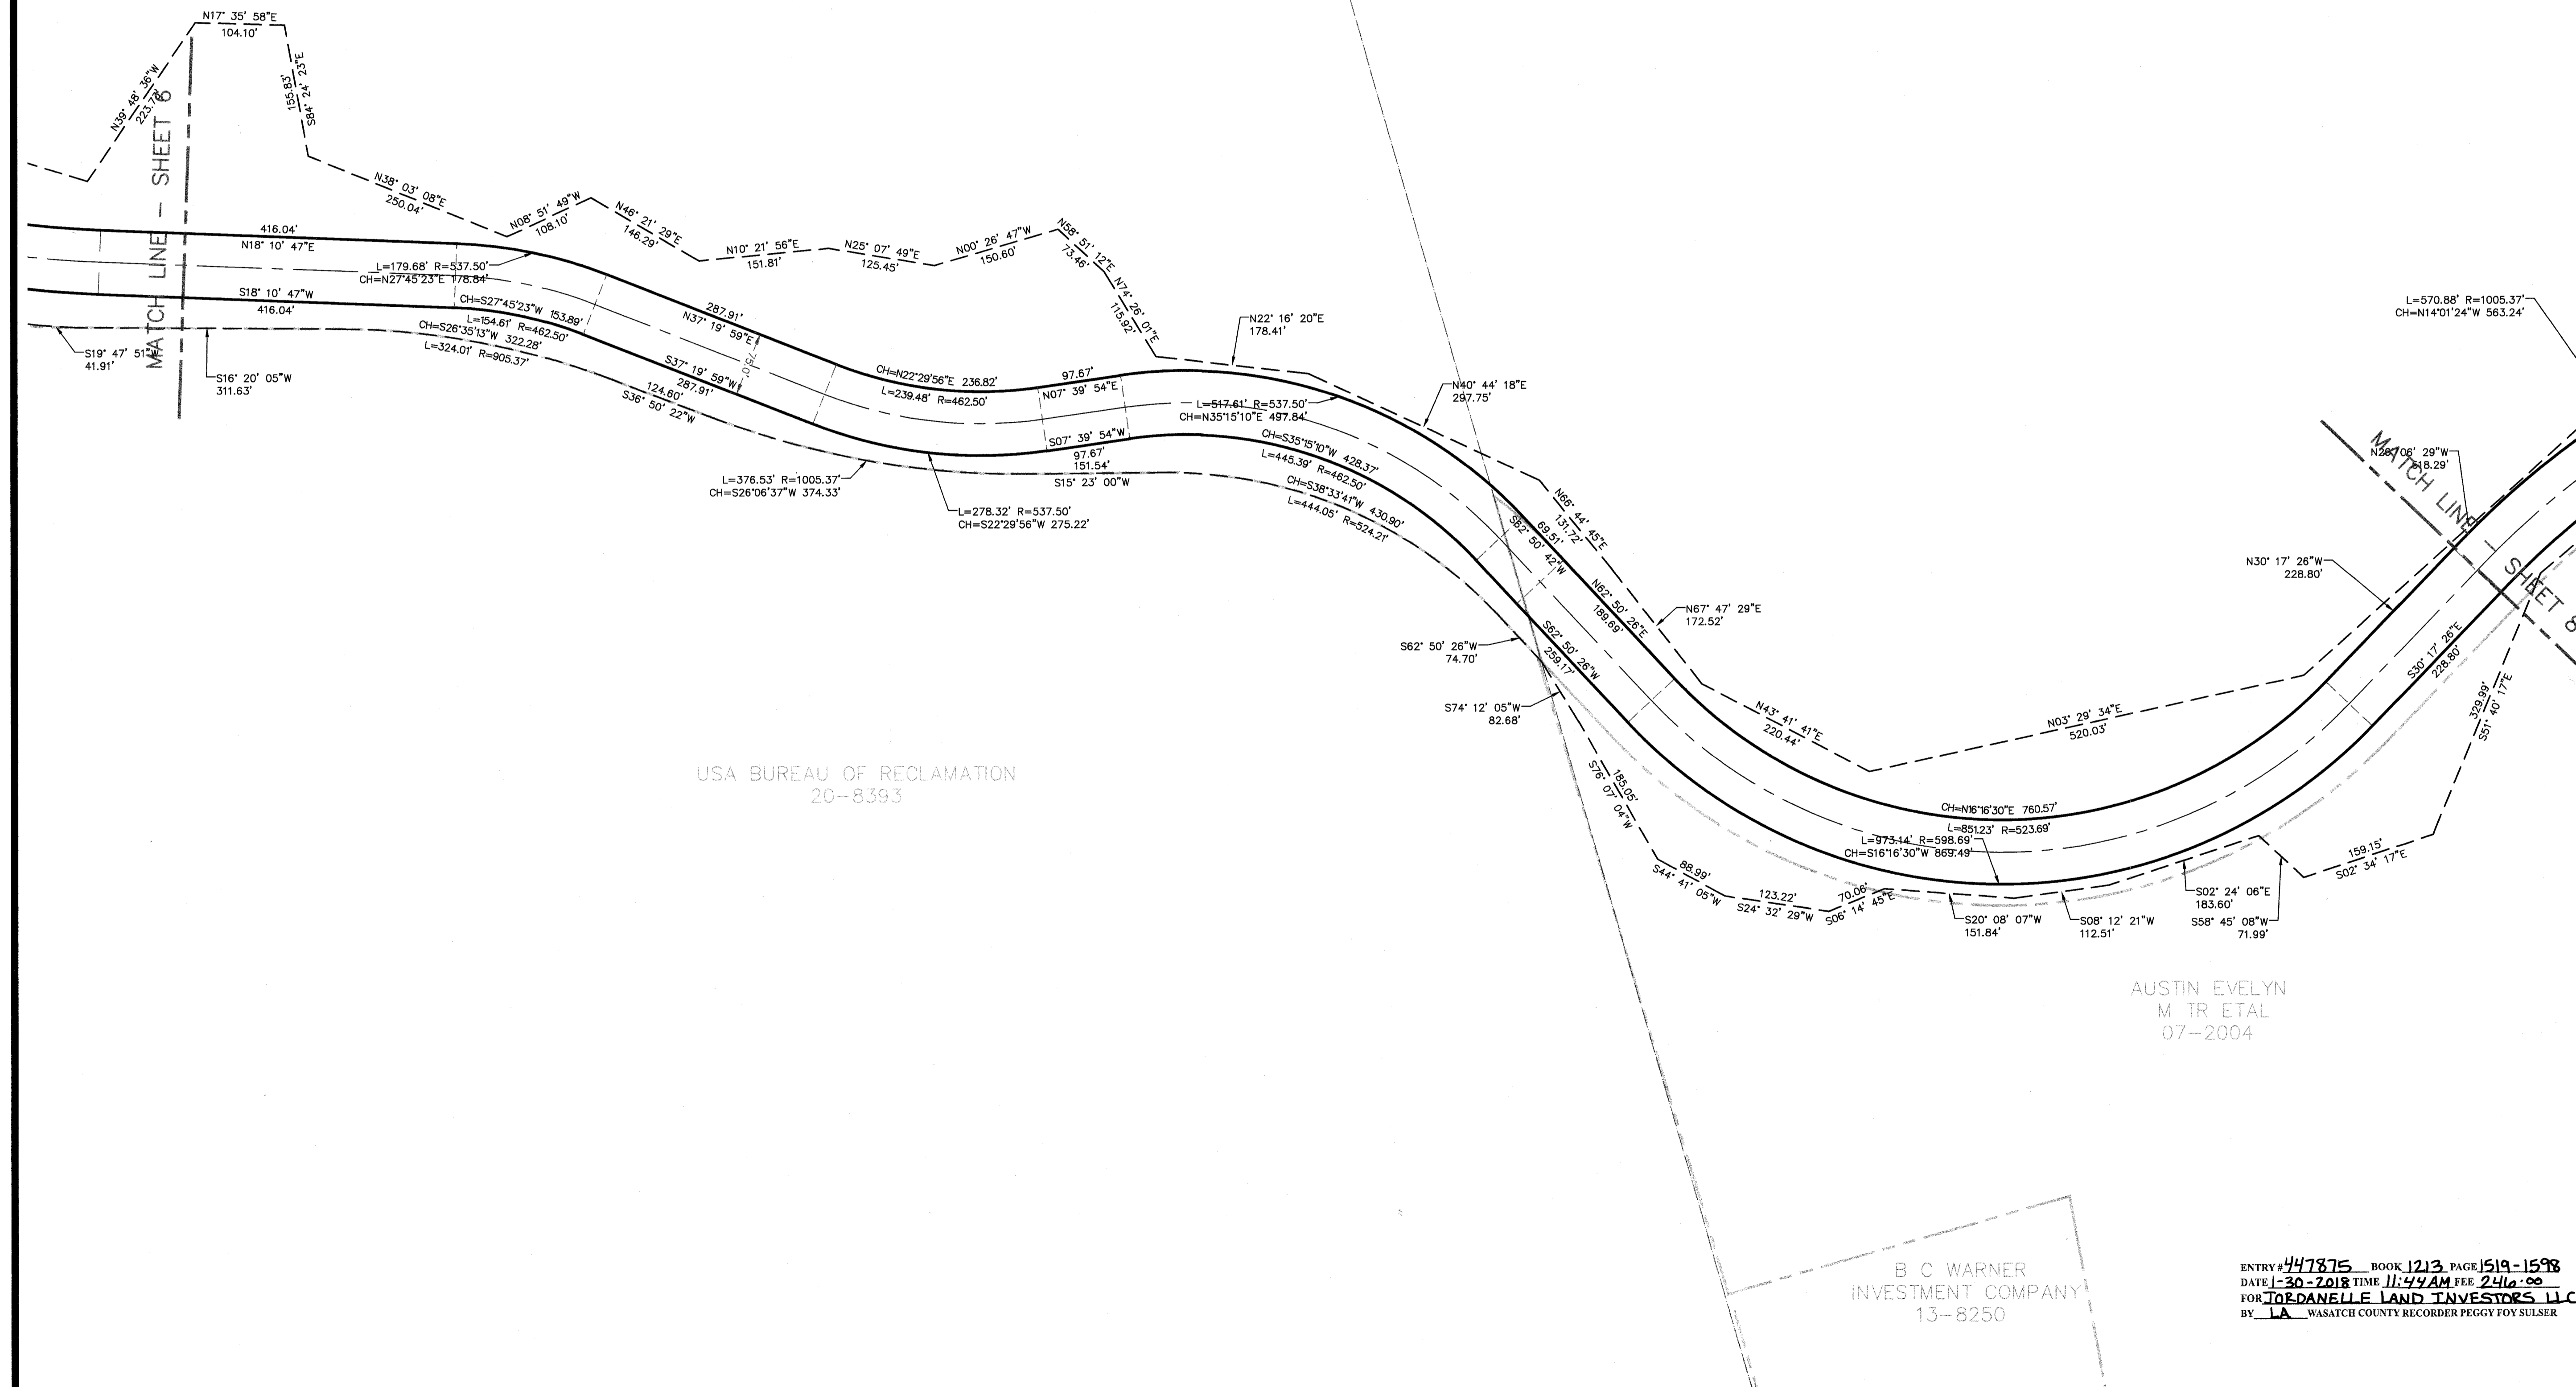 N17° 35' 58"E
104.10'
N39° 48' 36"W
223.73'
155.83'
S84° 24' 23"E
MATCH LINE - SHEET 6
N38° 03' 08"E
250.04'
N08° 51' 49"W
108.10'
N46° 21' 29"E
146.29'
N10° 21' 56"E
151.81'
N25° 07' 49"E
125.45'
N00° 26' 47"W
150.60'
N58° 51' 12"E
73.46'
N74° 26' 01"E
115.92'
N22° 16' 20"E
178.41'
N40° 44' 18"E
297.75'
416.04'
N18° 10' 47"E
L=179.68' R=537.50'
CH=N27°45'23"E 178.84'
S18° 10' 47"W
416.04'
CH=S27°45'23"W 153.89'
L=154.61' R=462.50'
CH=S26°35'13"W 322.28'
L=324.01' R=905.37'
S19° 47' 51"
41.91'
S16° 20' 05"W
311.63'
287.91'
N37° 19' 59"E
75.0'
S37° 19' 59"W
287.91'
124.60'
S36° 50' 22"W
CH=N22°29'56"E 236.82'
L=239.48' R=462.50'
97.67'
N07° 39' 54"E
S07° 39' 54"W
97.67'
151.54'
S15° 23' 00"W
L=376.53' R=1005.37'
CH=S26°06'37"W 374.33'
L=278.32' R=537.50'
CH=S22°29'56"W 275.22'
L=517.61' R=537.50'
CH=N35°15'10"E 497.84'
CH=S35°15'10"W 428.37'
L=445.39' R=462.50'
CH=S38°33'41"W 430.90'
L=444.05' R=524.21'
N66° 44' 45"E
131.72'
69.51'
S62° 50' 42"W
N62° 50' 26"E
189.69'
N67° 47' 29"E
172.52'
S62° 50' 26"W
259.17'
S62° 50' 26"W
74.70'
S74° 12' 05"W
82.68'
185.05'
S76° 07' 04"W
N43° 41' 41"E
220.44'
N03° 29' 34"E
520.03'
CH=N16°16'30"E 760.57'
L=851.23' R=523.69'
L=973.14' R=598.69'
CH=S16°16'30"W 869.49'
88.99'
S44° 41' 05"W
123.22'
S24° 32' 29"W
70.06'
S06° 14' 45"E
S20° 08' 07"W
151.84'
S08° 12' 21"W
112.51'
S02° 24' 06"E
183.60'
S58° 45' 08"W
71.99'
159.15'
S02° 34' 17"E
329.99'
S51° 40' 17"E
S30° 17' 26"E
228.80'
N30° 17' 26"W
228.80'
N28° 06' 29"W
518.29'
L=570.88' R=1005.37'
CH=N14°01'24"W 563.24'
MATCH LINE - SHEET 8
USA BUREAU OF RECLAMATION
20-8393
AUSTIN EVELYN
M TR ETAL
07-2004
B C WARNER
INVESTMENT COMPANY
13-8250
ENTRY# 447875 BOOK 1213 PAGE 1519-1598
DATE 1-30-2018 TIME 11:44 AM FEE 246.00
FOR JORDANELLE LAND INVESTORS LLC
BY LA WASATCH COUNTY RECORDER PEGGY FOY SULSER